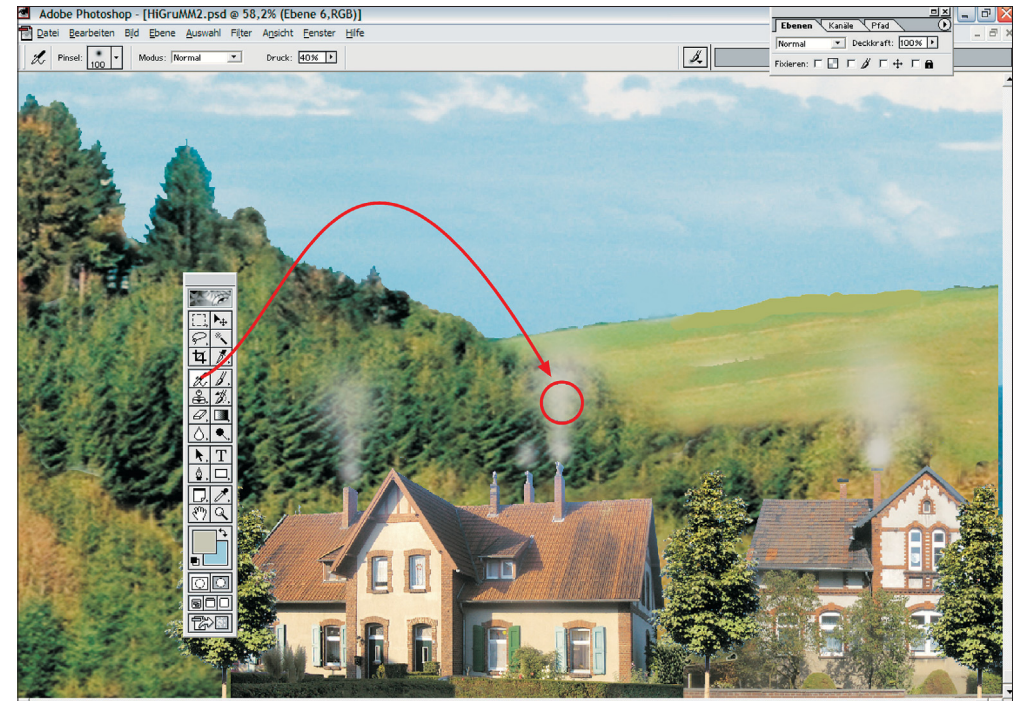 Adobe Photoshop - [HiGruMM2.psd @ 58,2% (Ebene 6,RGB)]
Datei Bearbeiten Bild Ebene Auswahl Filter Ansicht Fenster Hilfe
Pinsel: 100 Modus: Normal Druck: 40%
Ebenen Kanäle Pfad
Normal Deckkraft: 100%
Fixieren:
T